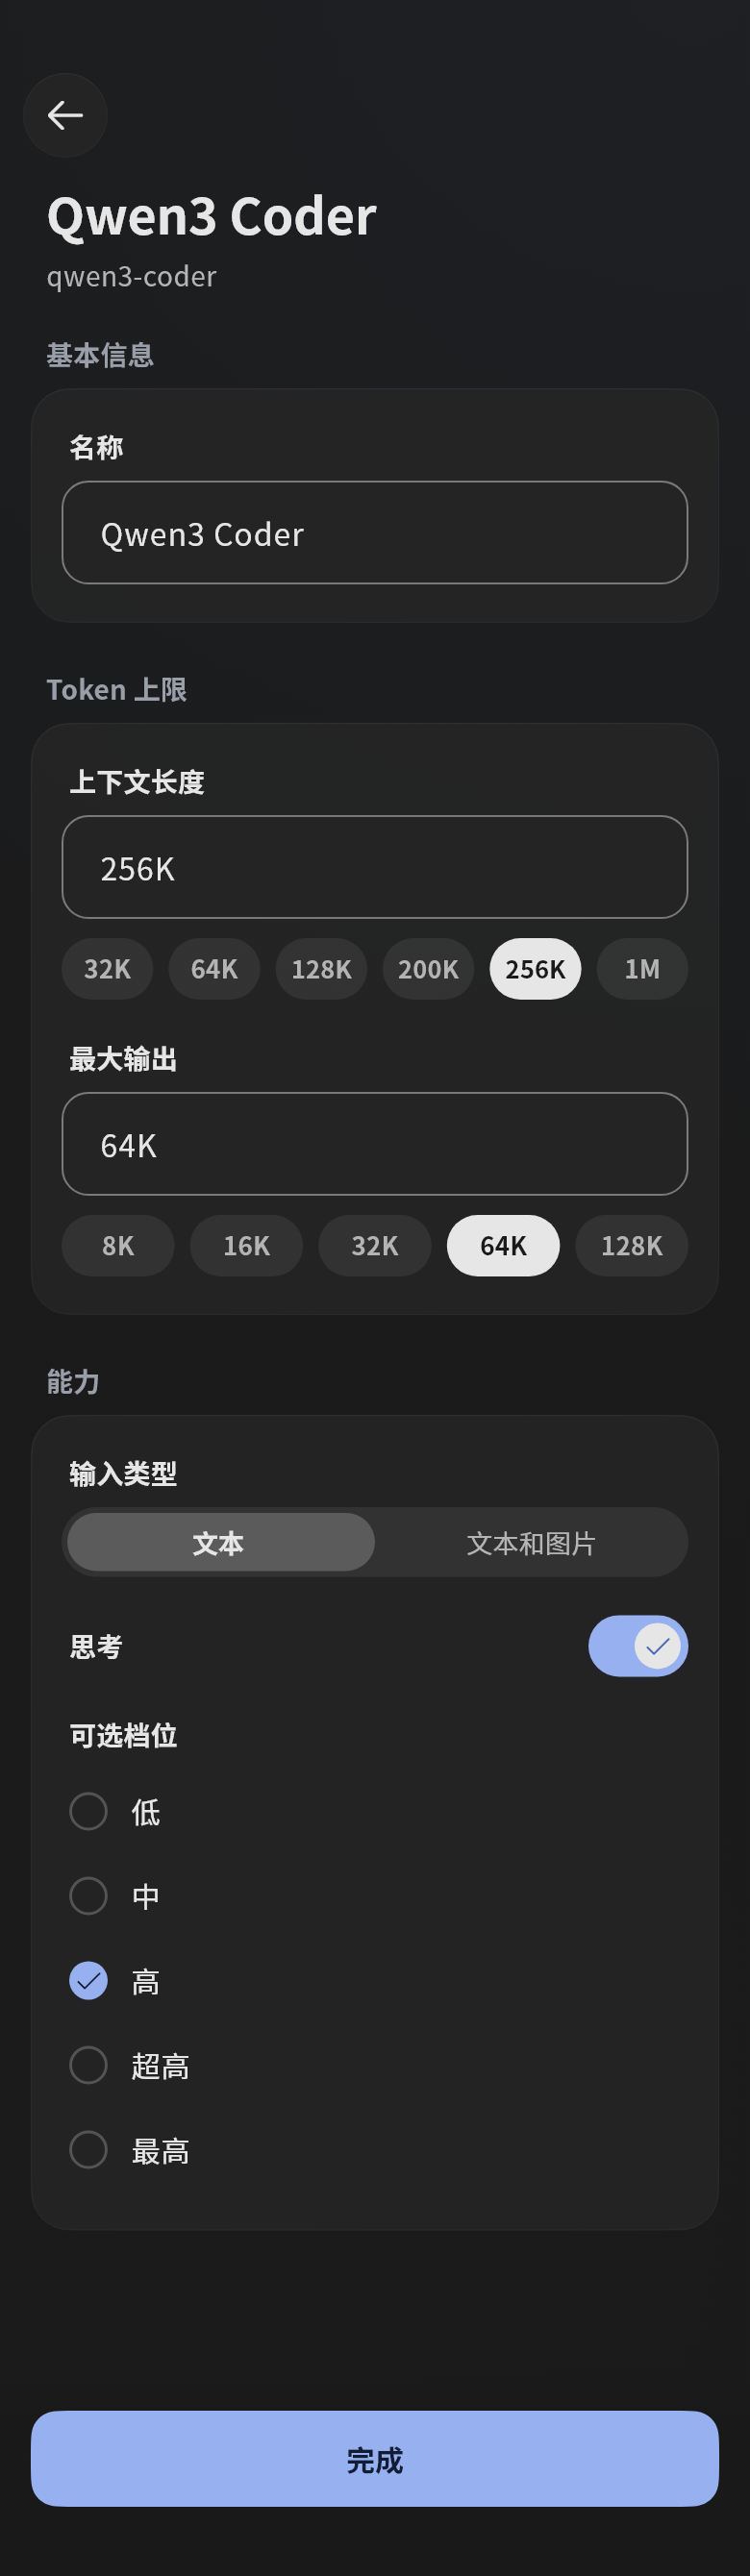 Qwen3 Coder
qwen3-coder
基本信息
名称
Qwen3 Coder
Token 上限
上下文长度
256K
32K 64K 128K 200K 256K 1M
最大输出
64K
8K 16K 32K 64K 128K
能力
输入类型
文本 文本和图片
思考
可选档位
低
中
高
超高
最高
完成